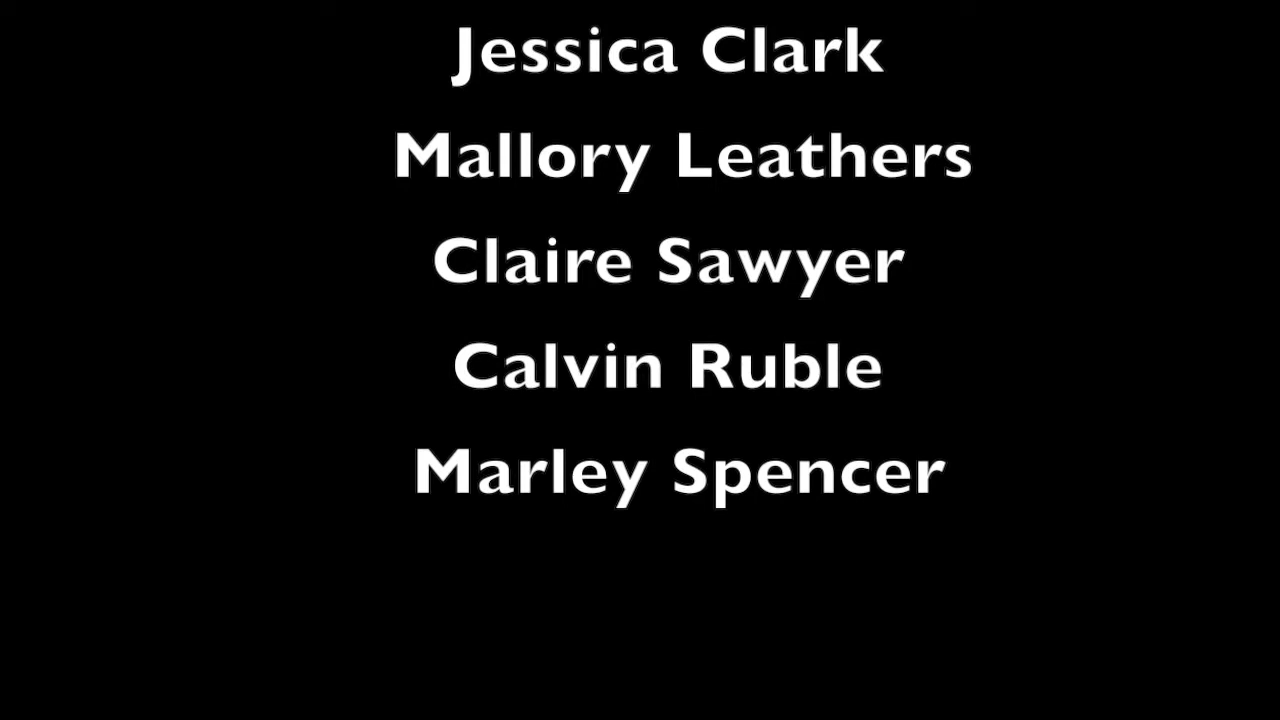 Jessica Clark
Mallory Leathers
Claire Sawyer
Calvin Ruble
Marley Spencer